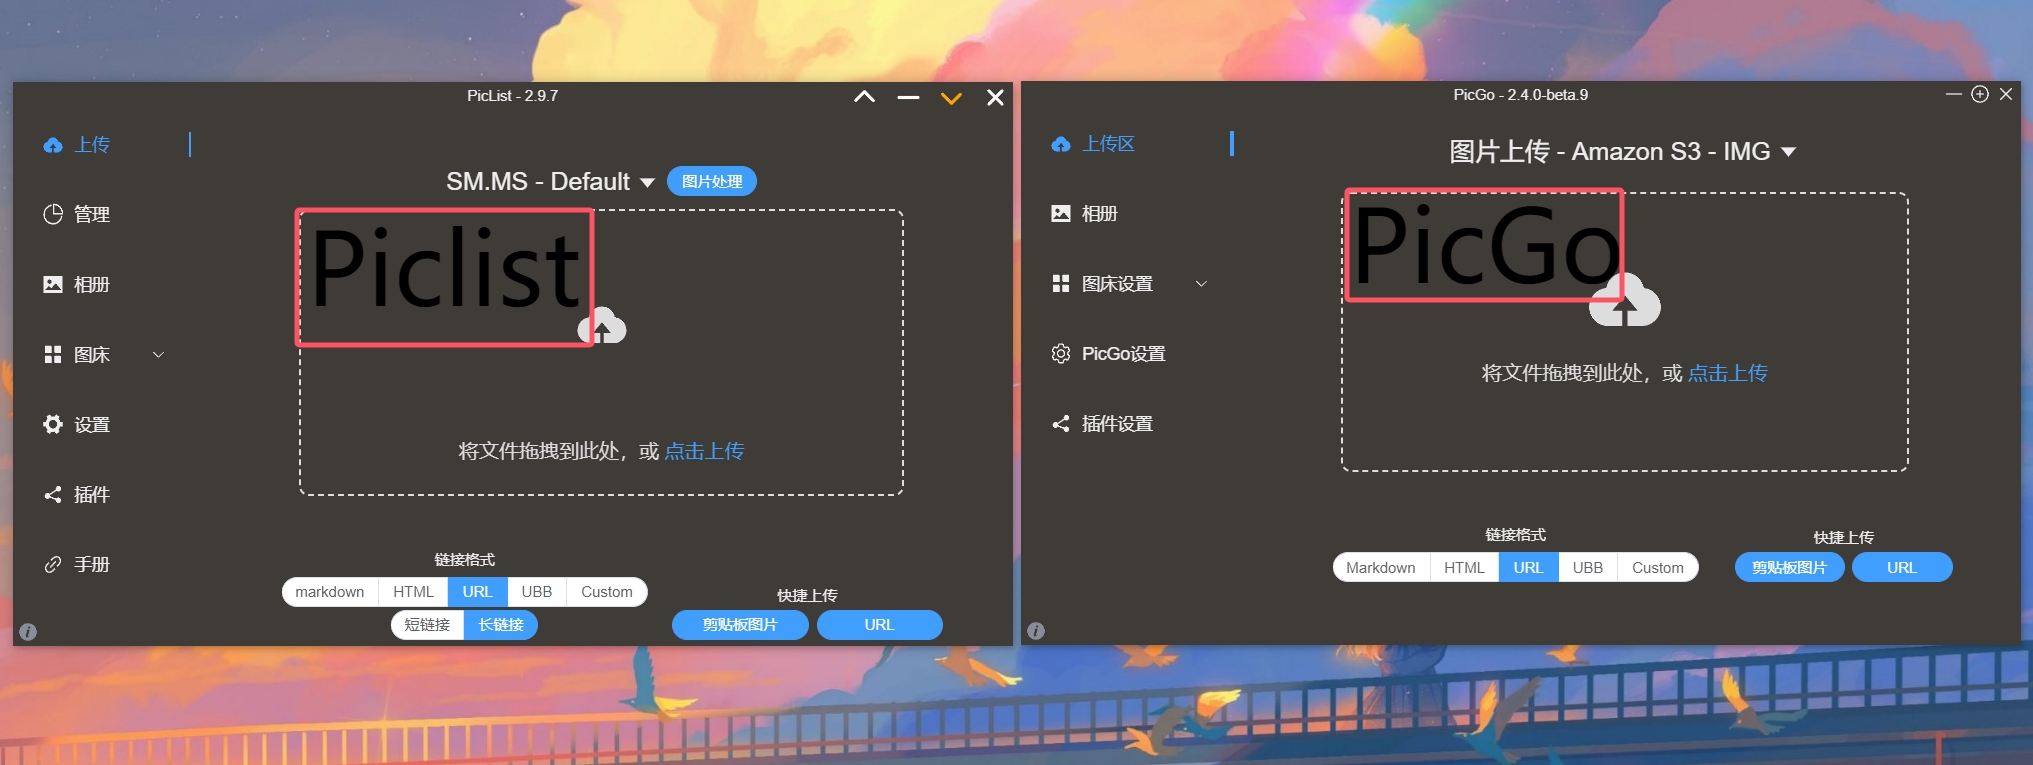 PicList - 2.9.7
上传
管理
相册
图床
设置
插件
手册
SM.MS - Default
图片处理
Piclist
将文件拖拽到此处，或 点击上传
链接格式
markdown HTML URL UBB Custom
短链接 长链接
快捷上传
剪贴板图片 URL
PicGo - 2.4.0-beta.9
上传区
相册
图床设置
PicGo设置
插件设置
图片上传 - Amazon S3 - IMG
PicGo
将文件拖拽到此处，或 点击上传
链接格式
Markdown HTML URL UBB Custom
快捷上传
剪贴板图片 URL